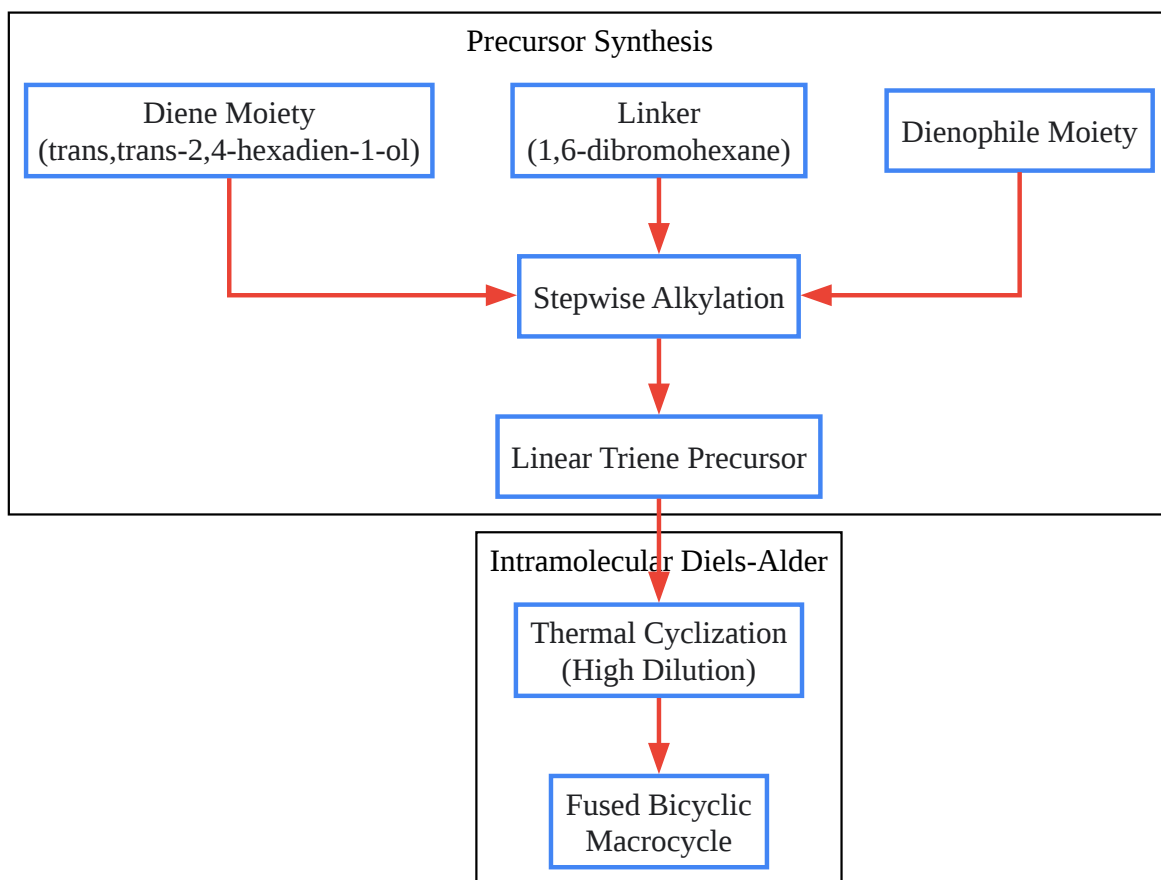 Precursor Synthesis
Diene Moiety
(trans,trans-2,4-hexadien-1-ol)
Linker
(1,6-dibromohexane)
Dienophile Moiety
Stepwise Alkylation
Linear Triene Precursor
Intramolecular Diels-Alder
Thermal Cyclization
(High Dilution)
Fused Bicyclic
Macrocycle